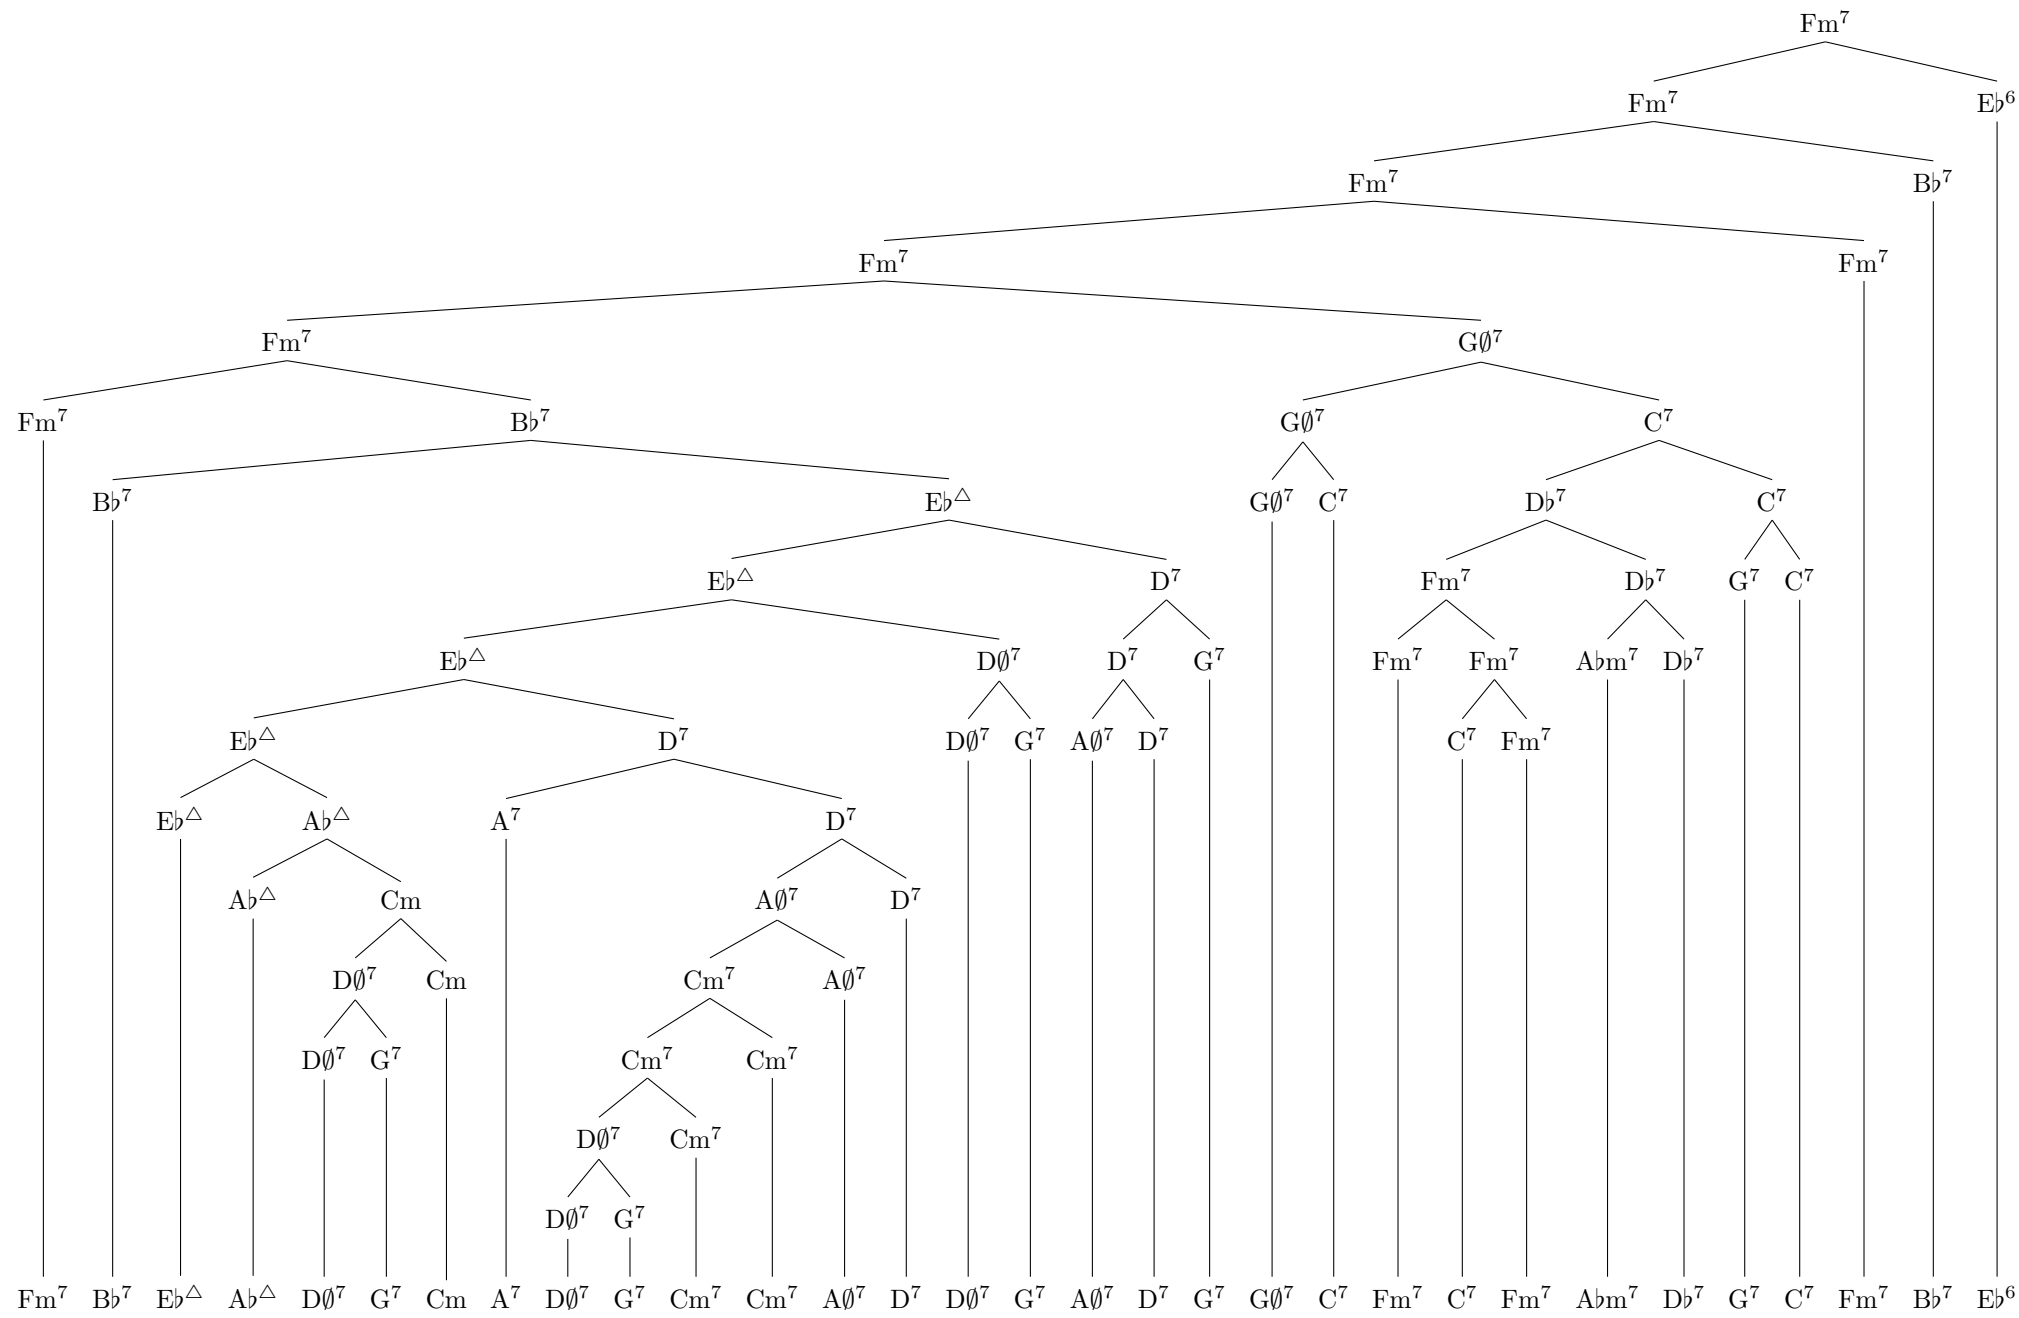 Fm⁷
Fm⁷ E♭⁶
Fm⁷ B♭⁷
Fm⁷ Fm⁷
Fm⁷ G∅⁷
Fm⁷ B♭⁷ G∅⁷ C⁷
B♭⁷ E♭△ G∅⁷ C⁷ D♭⁷ C⁷
E♭△ D⁷ Fm⁷ D♭⁷ G⁷ C⁷
E♭△ D∅⁷ D⁷ G⁷ Fm⁷ Fm⁷ A♭m⁷ D♭⁷
E♭△ D⁷ D∅⁷ G⁷ A∅⁷ D⁷ C⁷ Fm⁷
E♭△ A♭△ A⁷ D⁷
A♭△ Cm A∅⁷ D⁷
D∅⁷ Cm Cm⁷ A∅⁷
D∅⁷ G⁷ Cm⁷ Cm⁷
D∅⁷ Cm⁷
D∅⁷ G⁷
Fm⁷ B♭⁷ E♭△ A♭△ D∅⁷ G⁷ Cm A⁷ D∅⁷ G⁷ Cm⁷ Cm⁷ A∅⁷ D⁷ D∅⁷ G⁷ A∅⁷ D⁷ G⁷ G∅⁷ C⁷ Fm⁷ C⁷ Fm⁷ A♭m⁷ D♭⁷ G⁷ C⁷ Fm⁷ B♭⁷ E♭⁶